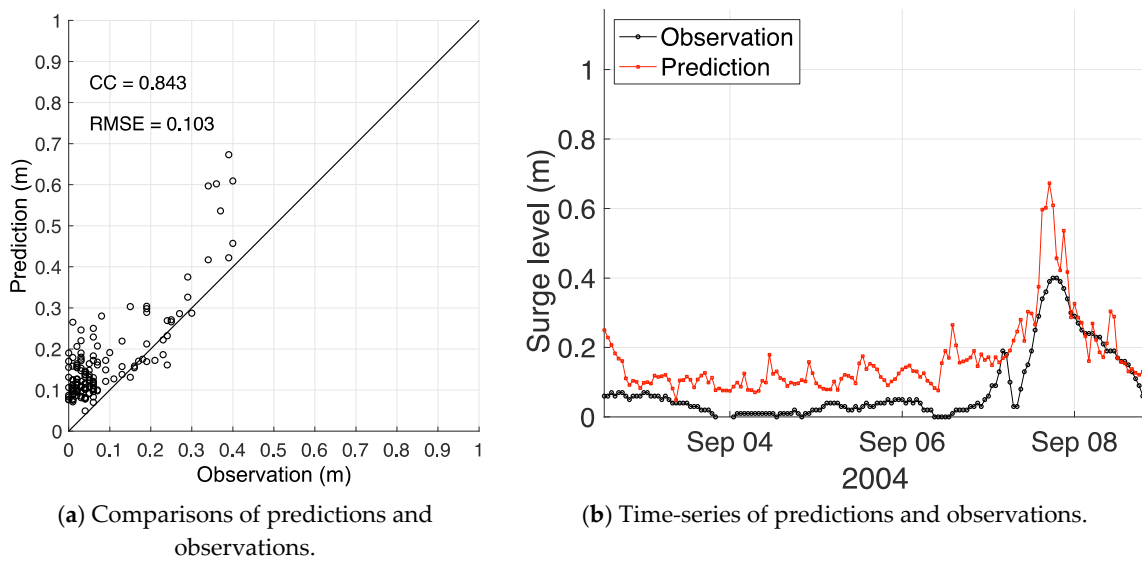 1
0.9
0.8
0.7
0.6
0.5
0.4
0.3
0.2
0.1
0
CC = 0.843
RMSE = 0.103
Prediction (m)
0 0.1 0.2 0.3 0.4 0.5 0.6 0.7 0.8 0.9 1
Observation (m)
(a) Comparisons of predictions and
observations.
Observation
Prediction
1
0.8
0.6
0.4
0.2
0
Surge level (m)
Sep 04 Sep 06 Sep 08
2004
(b) Time-series of predictions and observations.